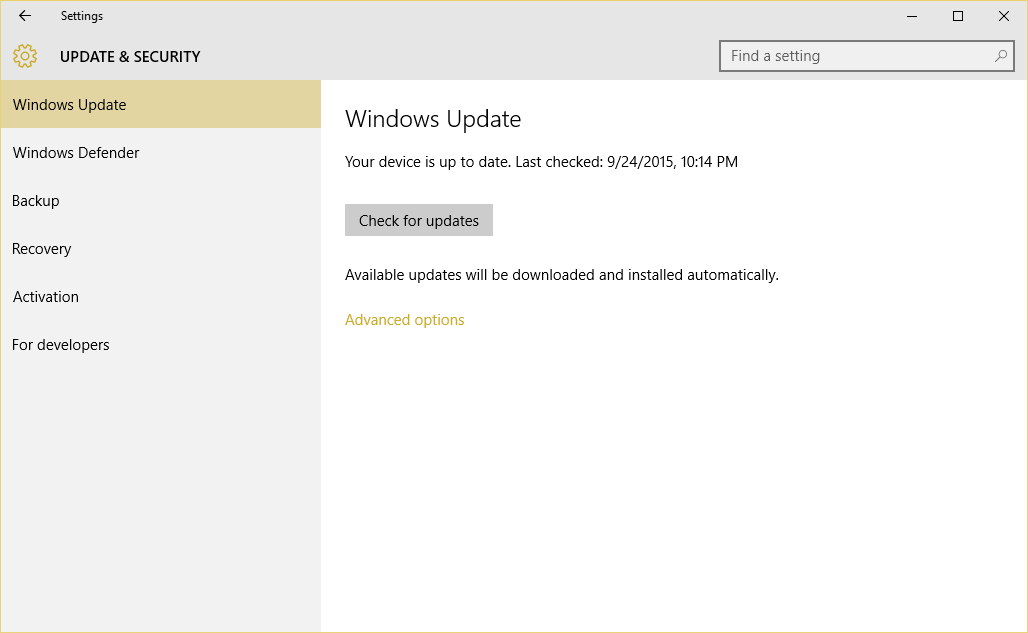 Settings
UPDATE & SECURITY
Find a setting
Windows Update
Windows Defender
Backup
Recovery
Activation
For developers
Windows Update
Your device is up to date. Last checked: 9/24/2015, 10:14 PM
Check for updates
Available updates will be downloaded and installed automatically.
Advanced options